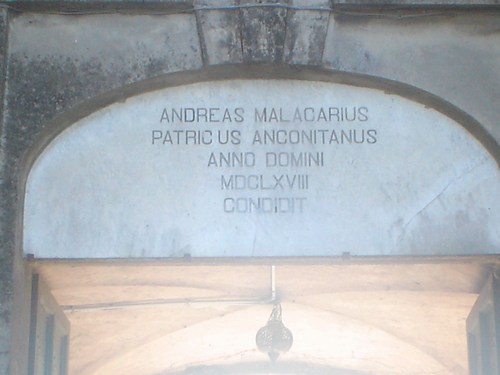 ANDREAS MALACARIUS
PATRICUS ANCONITANUS
ANNO DOMINI
MDCLXVIII
CONDIDIT